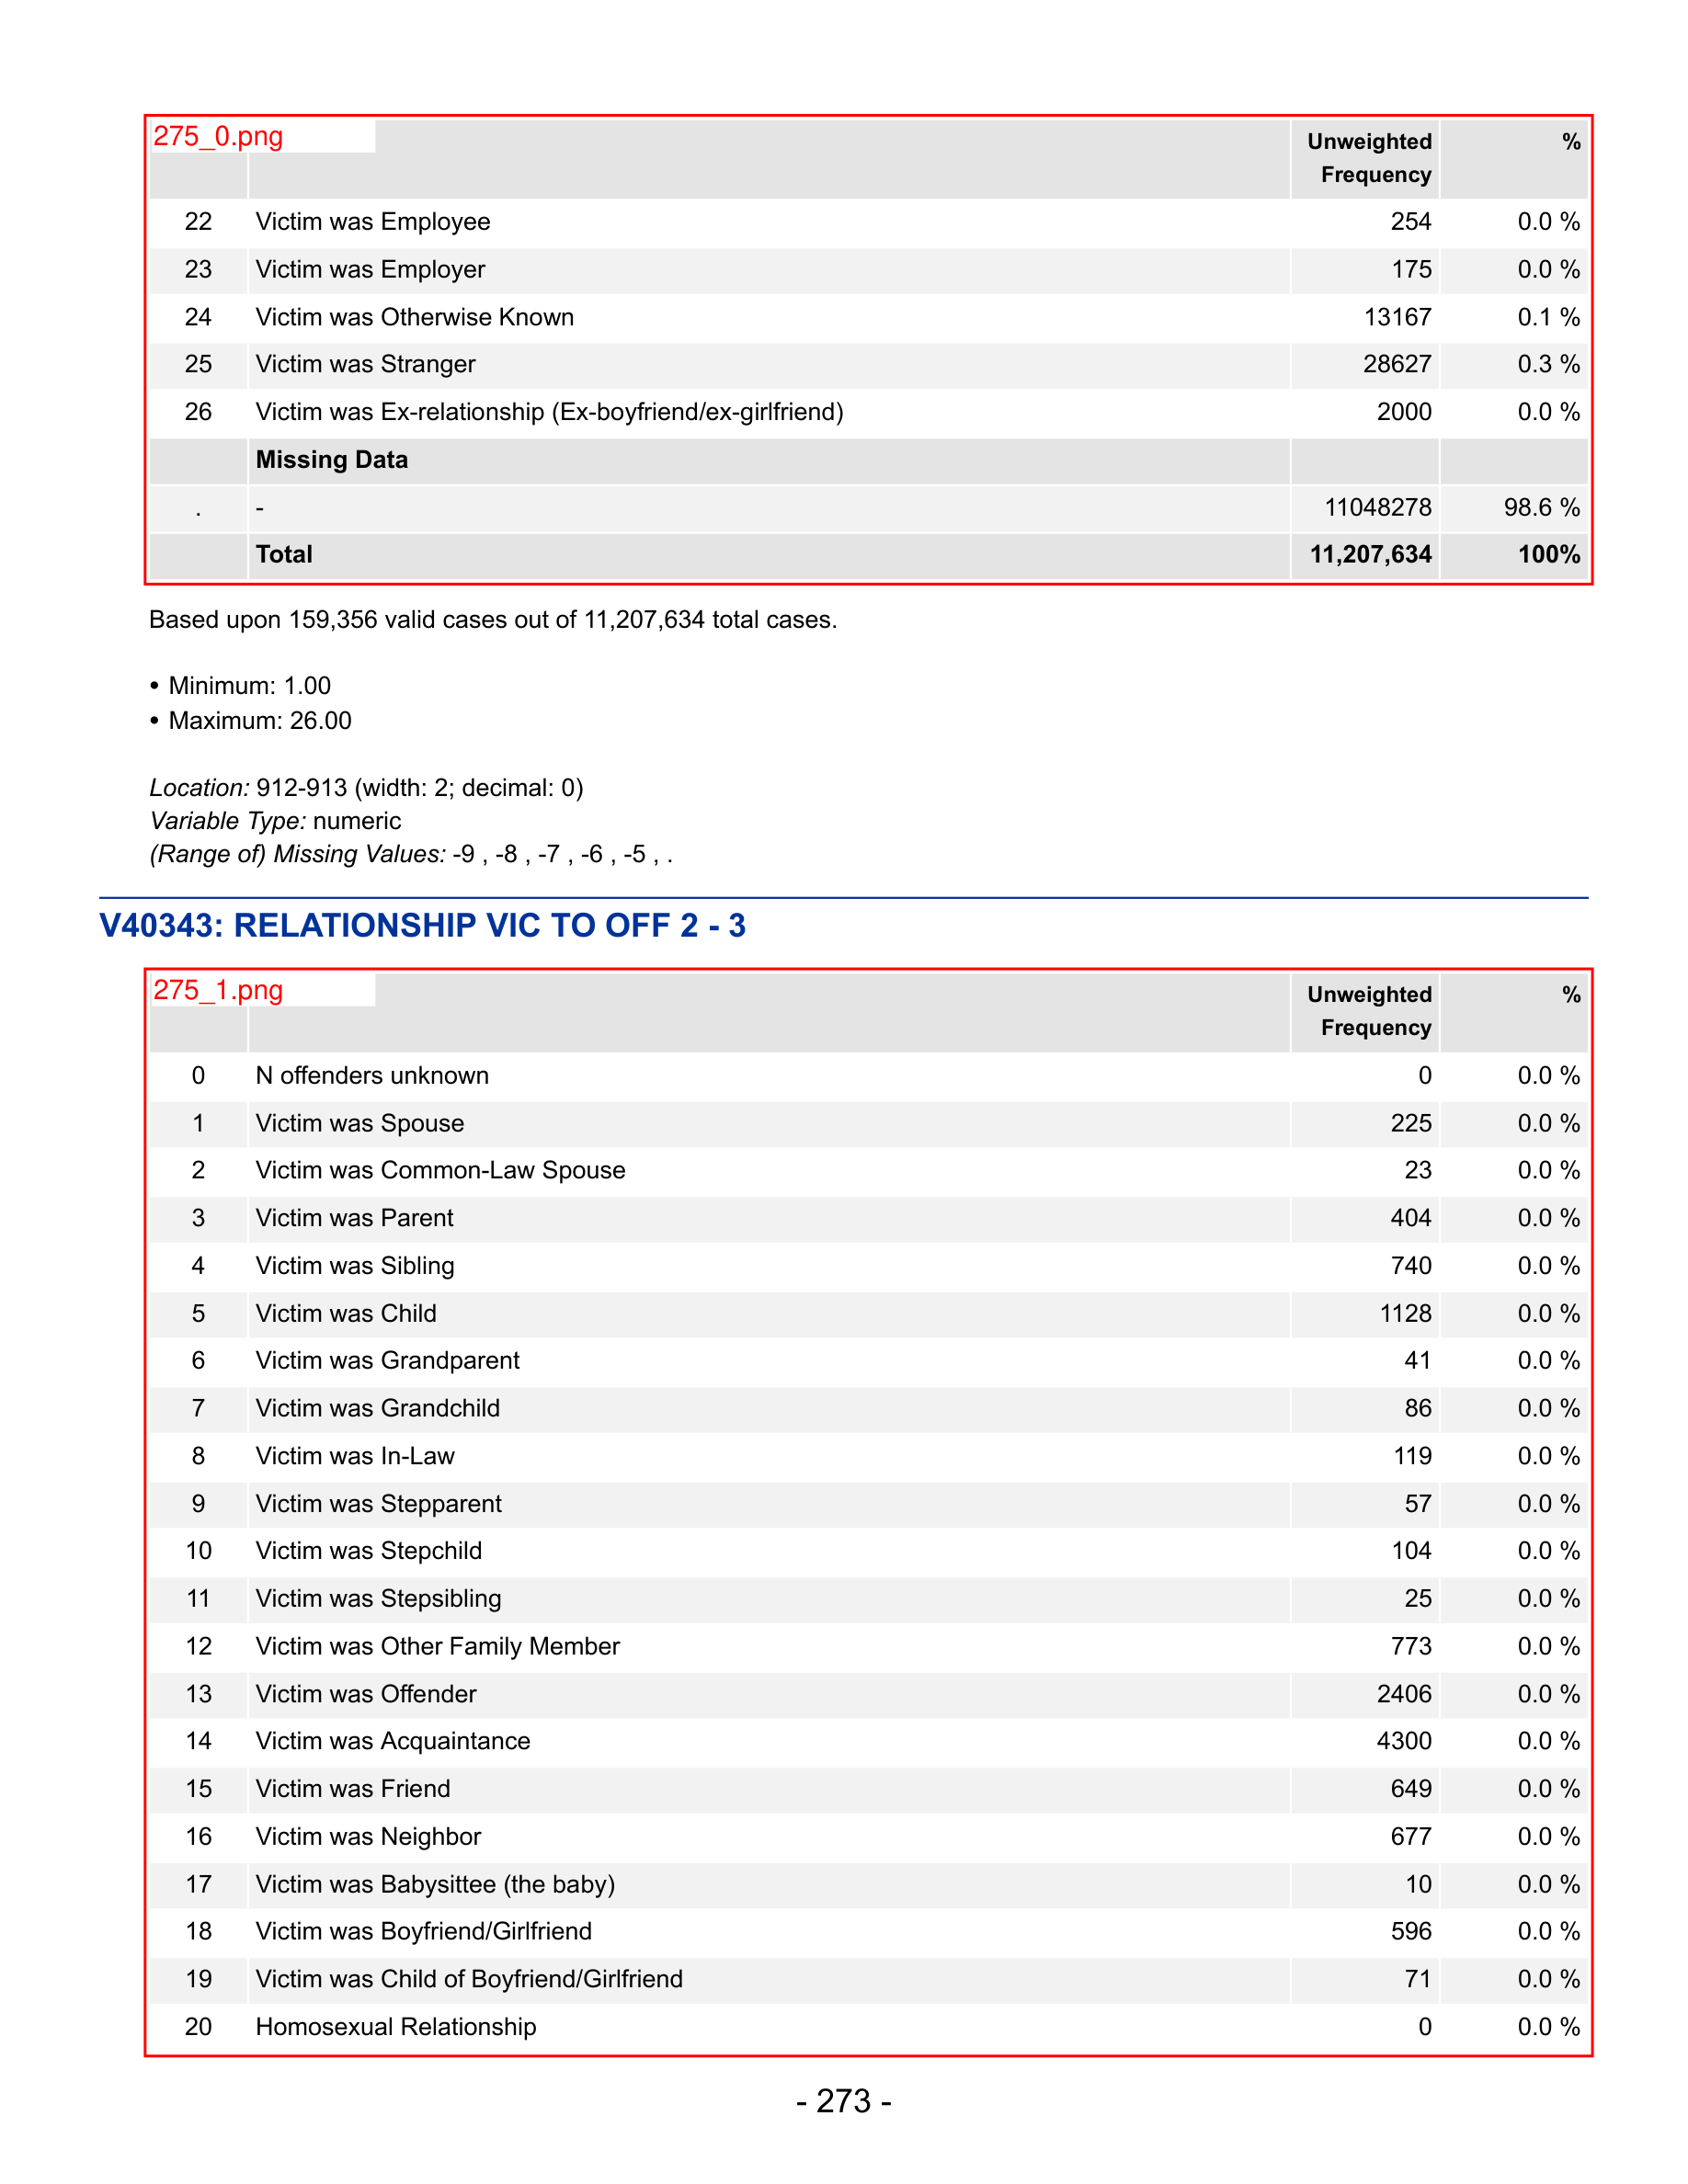 275_0.png
Unweighted Frequency %
22 Victim was Employee 254 0.0 %
23 Victim was Employer 175 0.0 %
24 Victim was Otherwise Known 13167 0.1 %
25 Victim was Stranger 28627 0.3 %
26 Victim was Ex-relationship (Ex-boyfriend/ex-girlfriend) 2000 0.0 %
Missing Data
. - 11048278 98.6 %
Total 11,207,634 100%
Based upon 159,356 valid cases out of 11,207,634 total cases.
• Minimum: 1.00
• Maximum: 26.00
Location: 912-913 (width: 2; decimal: 0)
Variable Type: numeric
(Range of) Missing Values: -9 , -8 , -7 , -6 , -5 , .
V40343: RELATIONSHIP VIC TO OFF 2 - 3
275_1.png
Unweighted Frequency %
0 N offenders unknown 0 0.0 %
1 Victim was Spouse 225 0.0 %
2 Victim was Common-Law Spouse 23 0.0 %
3 Victim was Parent 404 0.0 %
4 Victim was Sibling 740 0.0 %
5 Victim was Child 1128 0.0 %
6 Victim was Grandparent 41 0.0 %
7 Victim was Grandchild 86 0.0 %
8 Victim was In-Law 119 0.0 %
9 Victim was Stepparent 57 0.0 %
10 Victim was Stepchild 104 0.0 %
11 Victim was Stepsibling 25 0.0 %
12 Victim was Other Family Member 773 0.0 %
13 Victim was Offender 2406 0.0 %
14 Victim was Acquaintance 4300 0.0 %
15 Victim was Friend 649 0.0 %
16 Victim was Neighbor 677 0.0 %
17 Victim was Babysittee (the baby) 10 0.0 %
18 Victim was Boyfriend/Girlfriend 596 0.0 %
19 Victim was Child of Boyfriend/Girlfriend 71 0.0 %
20 Homosexual Relationship 0 0.0 %
- 273 -